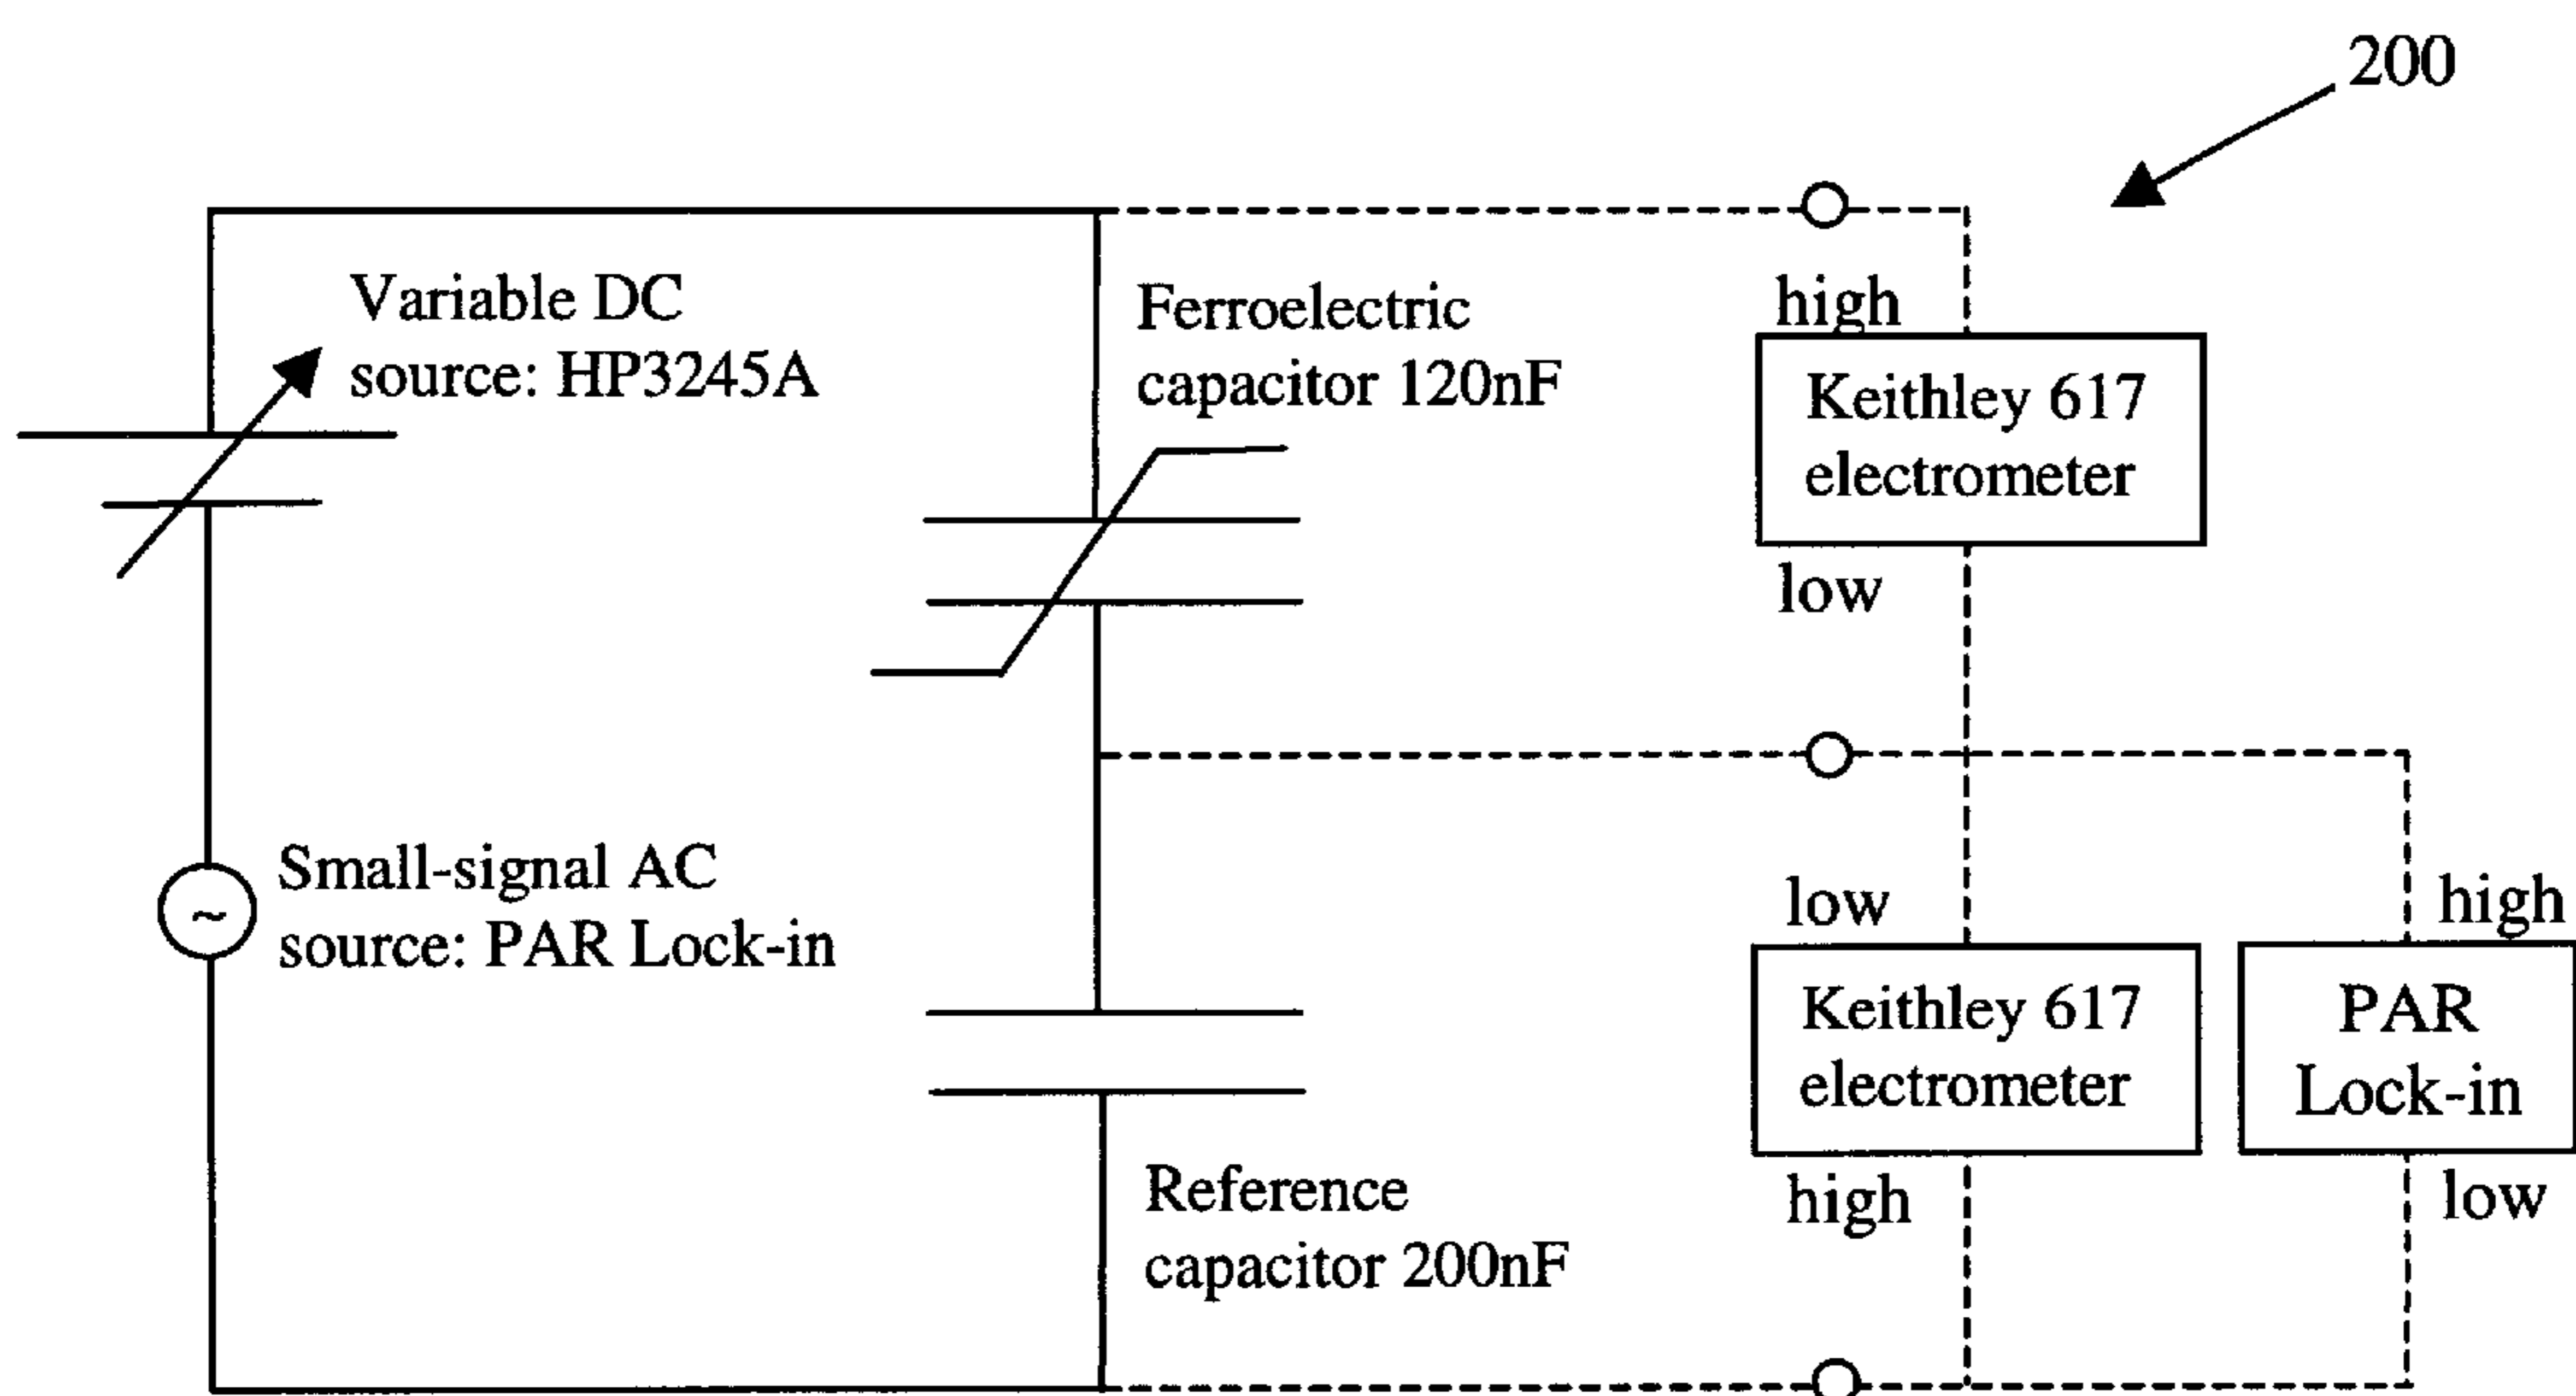 200
Variable DC
source: HP3245A
Ferroelectric
capacitor 120nF
high
Keithley 617
electrometer
low
Small-signal AC
source: PAR Lock-in
~
low
Keithley 617
electrometer
high
high
PAR
Lock-in
low
Reference
capacitor 200nF